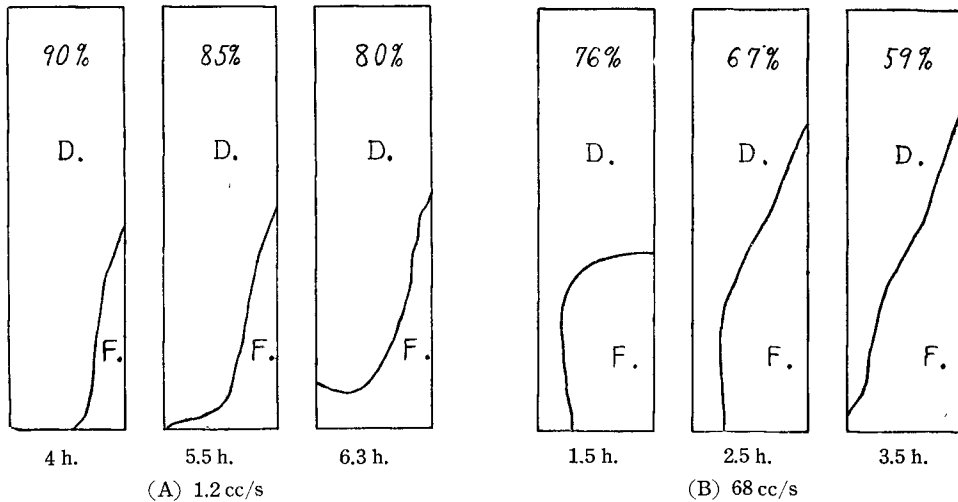 90% 85% 80% 76% 67% 59%
D. D. D. D. D. D.
F. F. F. F. F. F.
4 h. 5.5 h. 6.3 h. 1.5 h. 2.5 h. 3.5 h.
(A) 1.2 cc/s (B) 68 cc/s